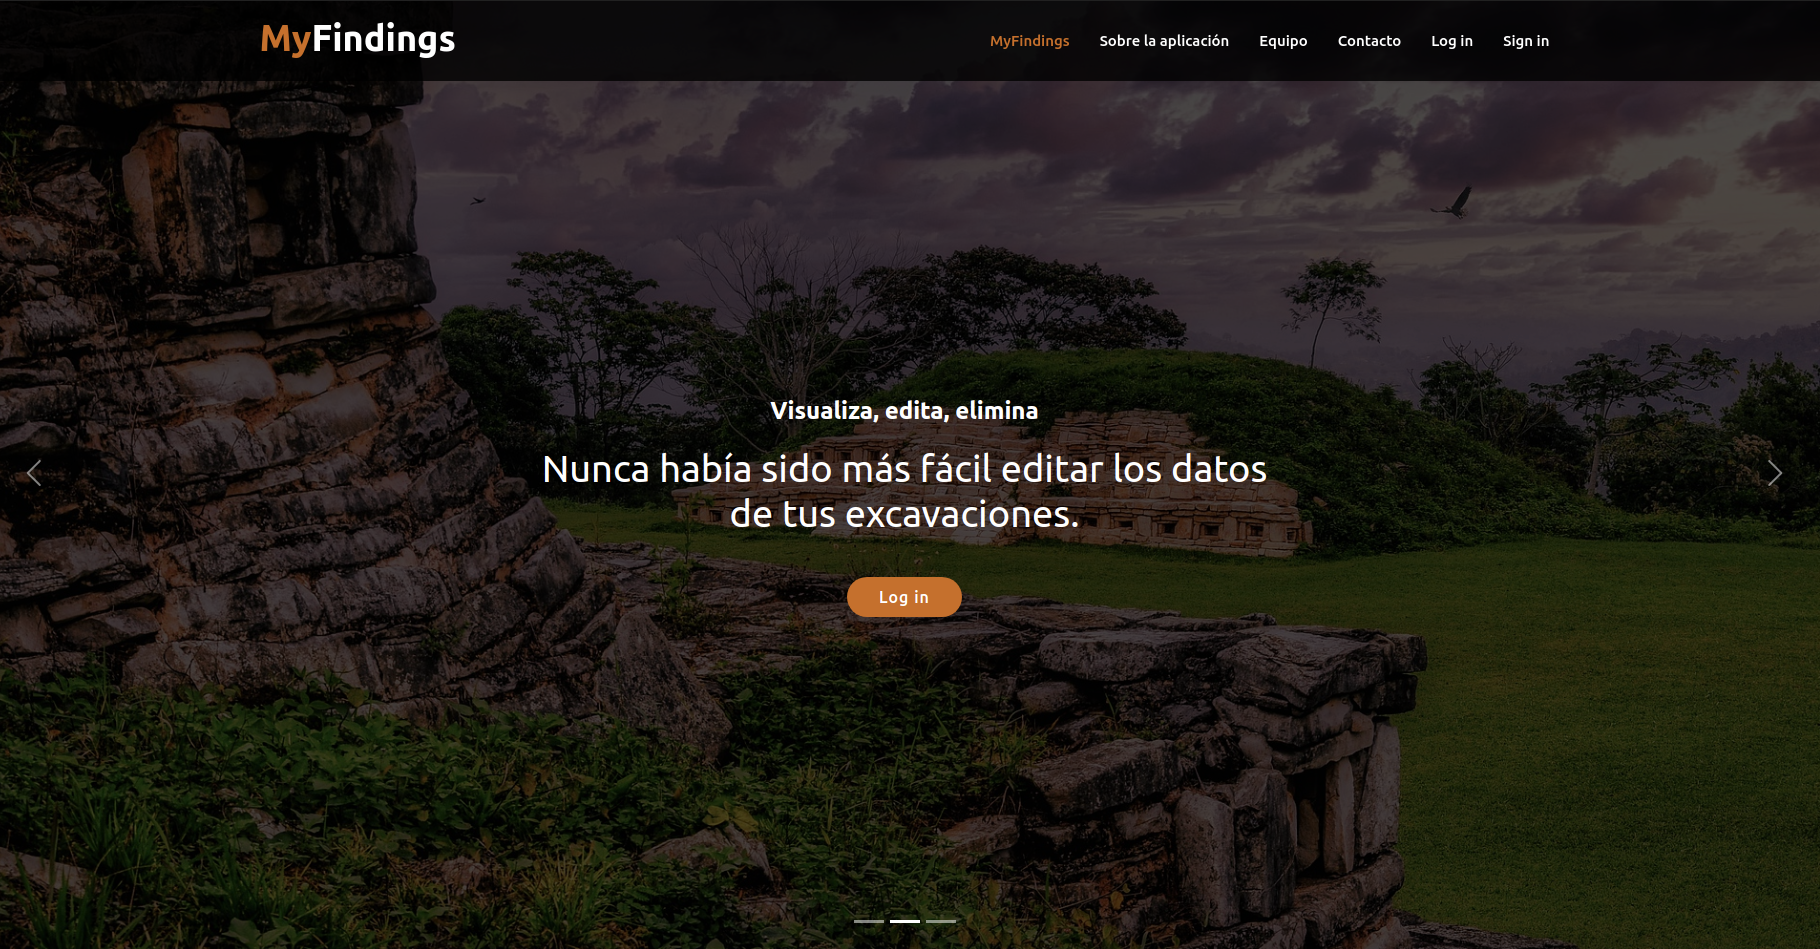 MyFindings
MyFindings Sobre la aplicación Equipo Contacto Log in Sign in
Visualiza, edita, elimina
Nunca había sido más fácil editar los datos
de tus excavaciones.
Log in